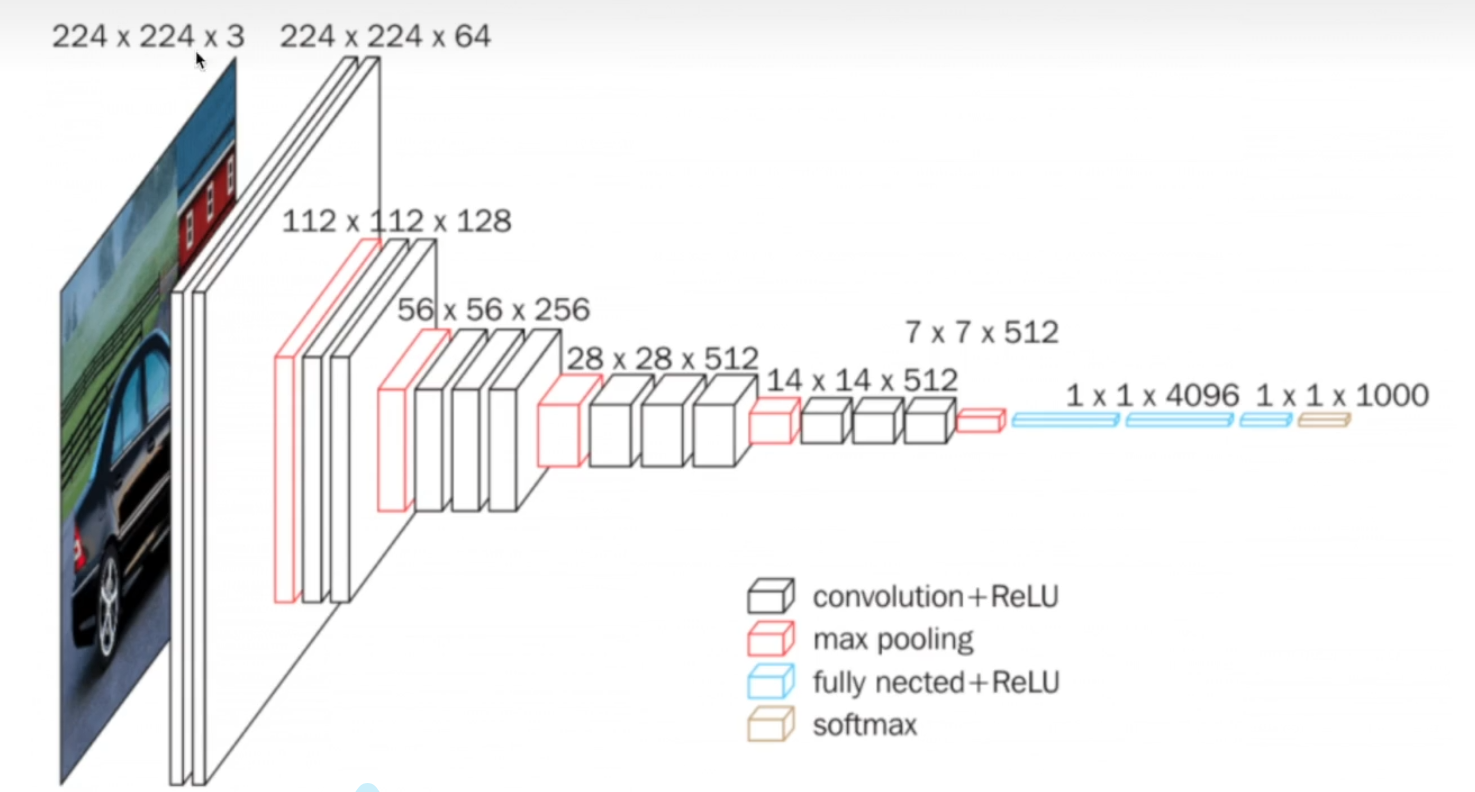 224 x 224 x 3
224 x 224 x 64
112 x 112 x 128
56 x 56 x 256
28 x 28 x 512
14 x 14 x 512
7 x 7 x 512
1 x 1 x 4096
1 x 1 x 1000
convolution+ReLU
max pooling
fully nected+ReLU
softmax